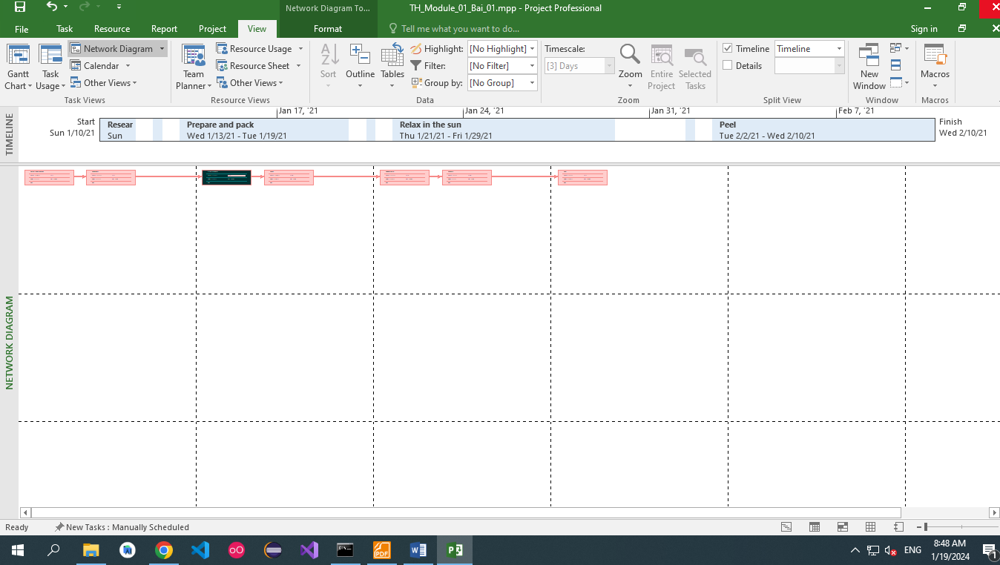 Network Diagram To...
TH_Module_01_Bai_01.mpp - Project Professional
File Task Resource Report Project View Format Tell me what you want to do... Sign in
Gantt Chart
Task Usage
Network Diagram
Calendar
Other Views
Task Views
Team Planner
Resource Usage
Resource Sheet
Other Views
Resource Views
Sort
Outline
Tables
Highlight: [No Highlight]
Filter: [No Filter]
Group by: [No Group]
Data
Timescale:
[3] Days
Zoom
Entire Project
Selected Tasks
Zoom
Timeline Timeline
Details
Split View
New Window
Window
Macros
Macros
TIMELINE
Jan 17, '21 Jan 24, '21 Jan 31, '21 Feb 7, '21
Start
Sun 1/10/21
Resear
Sun
Prepare and pack
Wed 1/13/21 - Tue 1/19/21
Relax in the sun
Thu 1/21/21 - Fri 1/29/21
Peel
Tue 2/2/21 - Wed 2/10/21
Finish
Wed 2/10/21
NETWORK DIAGRAM
Ready New Tasks : Manually Scheduled
PDF
ENG
8:48 AM
1/19/2024
1